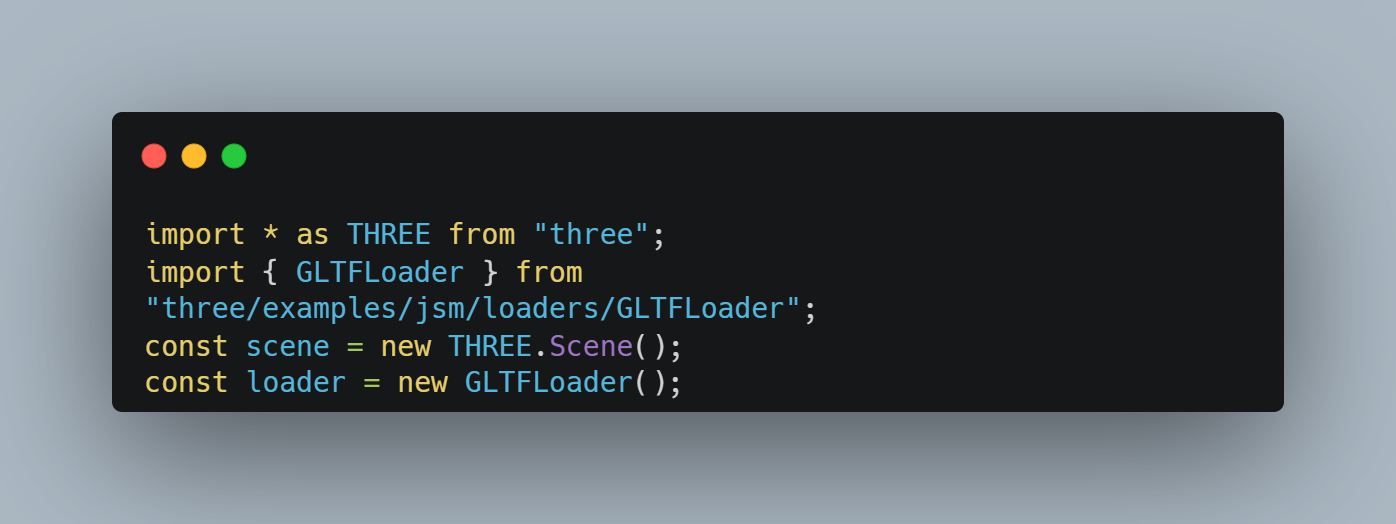 import * as THREE from "three";
import { GLTFLoader } from
"three/examples/jsm/loaders/GLTFLoader";
const scene = new THREE.Scene();
const loader = new GLTFLoader();